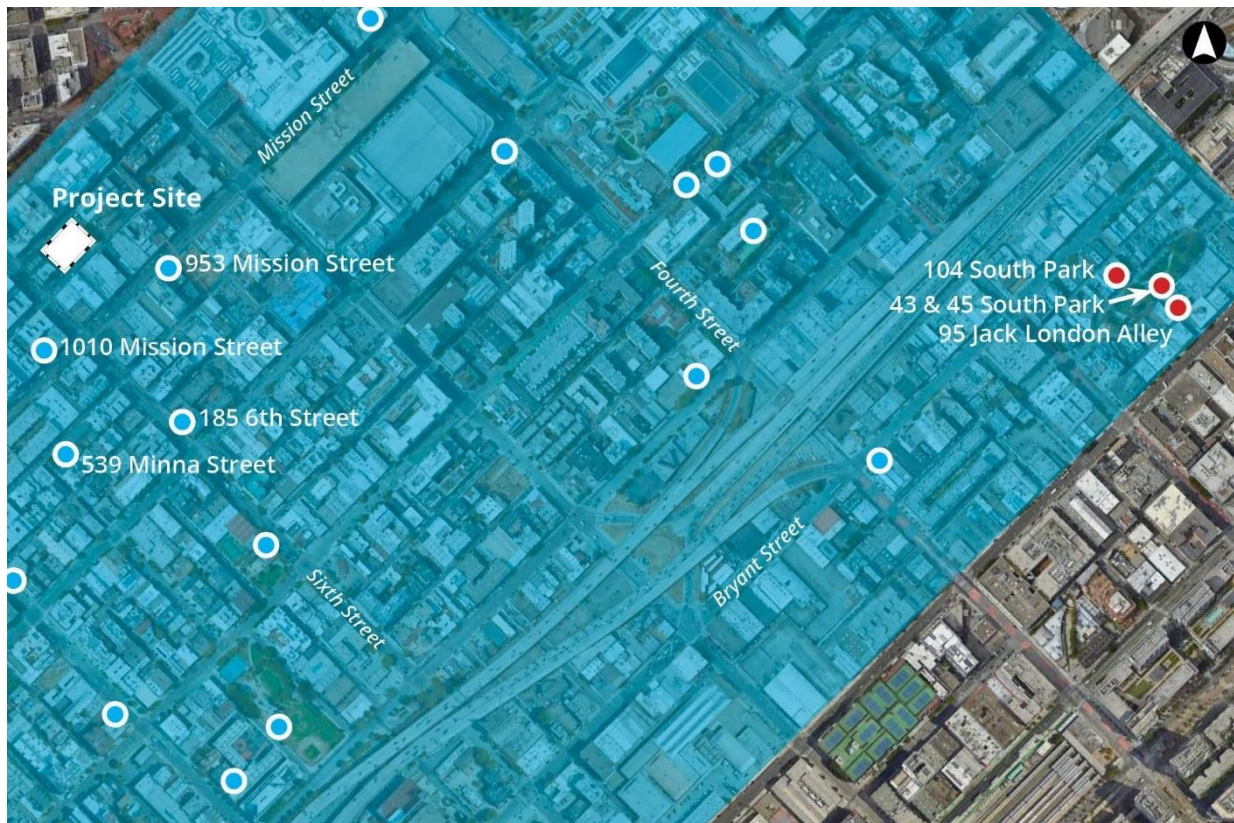 Mission Street
Project Site
953 Mission Street
Fourth Street
104 South Park
43 & 45 South Park
95 Jack London Alley
1010 Mission Street
185 6th Street
539 Minna Street
Bryant Street
Sixth Street